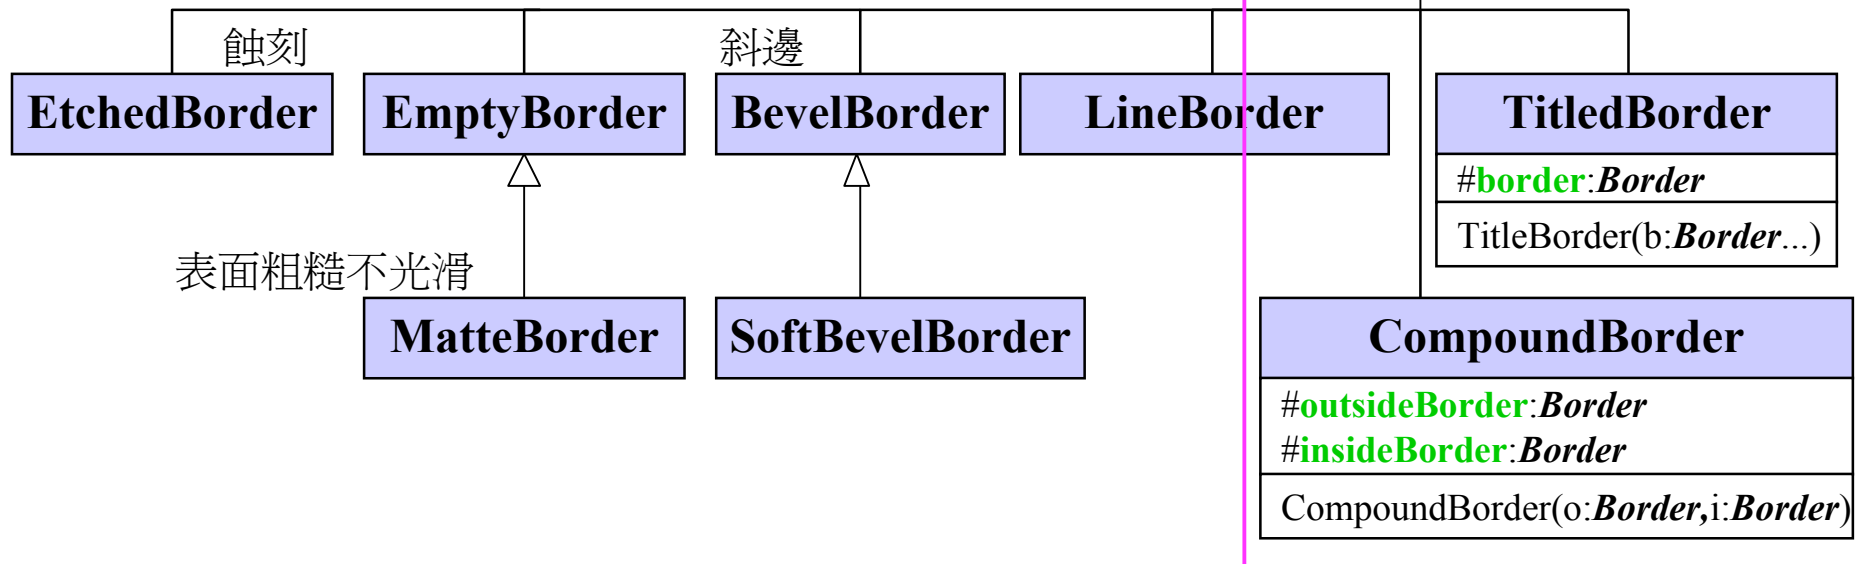 蝕刻
斜邊
EtchedBorder
EmptyBorder
BevelBorder
LineBorder
TitledBorder
#border:Border
TitleBorder(b:Border...)
表面粗糙不光滑
MatteBorder
SoftBevelBorder
CompoundBorder
#outsideBorder:Border
#insideBorder:Border
CompoundBorder(o:Border,i:Border)